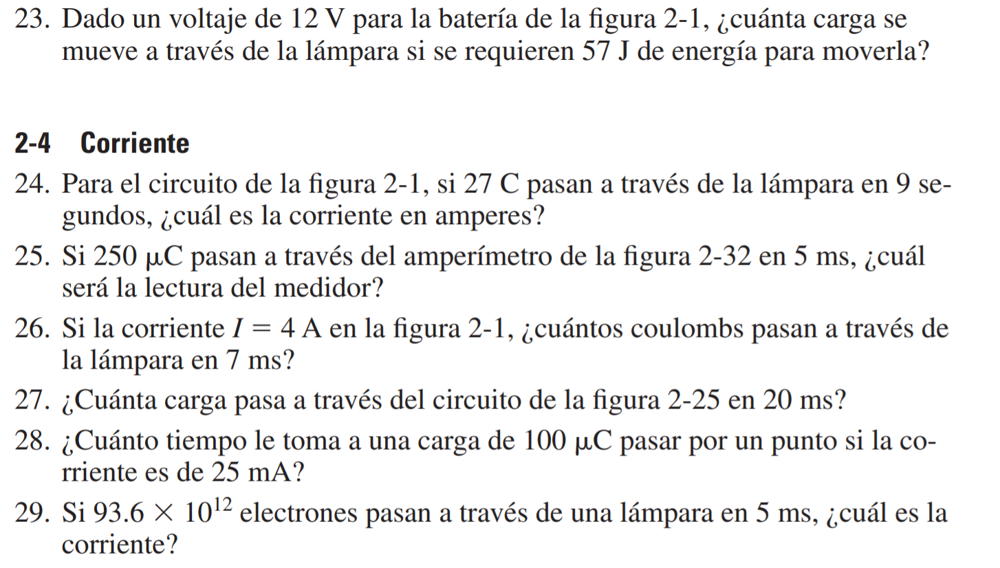 23. Dado un voltaje de 12 V para la batería de la figura 2-1, ¿cuánta carga se
mueve a través de la lámpara si se requieren 57 J de energía para moverla?
2-4 Corriente
24. Para el circuito de la figura 2-1, si 27 C pasan a través de la lámpara en 9 se-
gundos, ¿cuál es la corriente en amperes?
25. Si 250 μC pasan a través del amperímetro de la figura 2-32 en 5 ms, ¿cuál
será la lectura del medidor?
26. Si la corriente I = 4 A en la figura 2-1, ¿cuántos coulombs pasan a través de
la lámpara en 7 ms?
27. ¿Cuánta carga pasa a través del circuito de la figura 2-25 en 20 ms?
28. ¿Cuánto tiempo le toma a una carga de 100 μC pasar por un punto si la co-
rriente es de 25 mA?
29. Si 93.6 × 10¹² electrones pasan a través de una lámpara en 5 ms, ¿cuál es la
corriente?